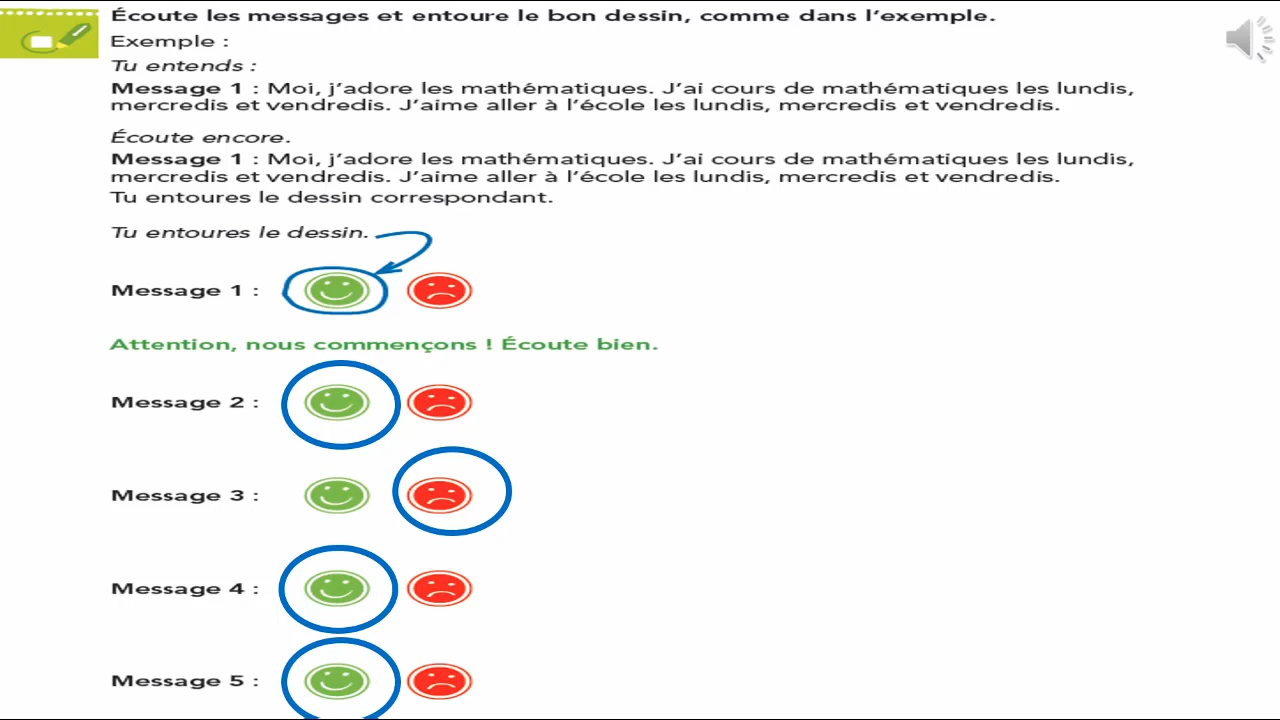 Écoute les messages et entoure le bon dessin, comme dans l'exemple.
Exemple :
Tu entends :
Message 1 : Moi, j'adore les mathématiques. J'ai cours de mathématiques les lundis,
mercredis et vendredis. J'aime aller à l'école les lundis, mercredis et vendredis.
Écoute encore.
Message 1 : Moi, j'adore les mathématiques. J'ai cours de mathématiques les lundis,
mercredis et vendredis. J'aime aller à l'école les lundis, mercredis et vendredis.
Tu entoures le dessin correspondant.
Tu entoures le dessin.
Message 1 :
Attention, nous commençons ! Écoute bien.
Message 2 :
Message 3 :
Message 4 :
Message 5 :